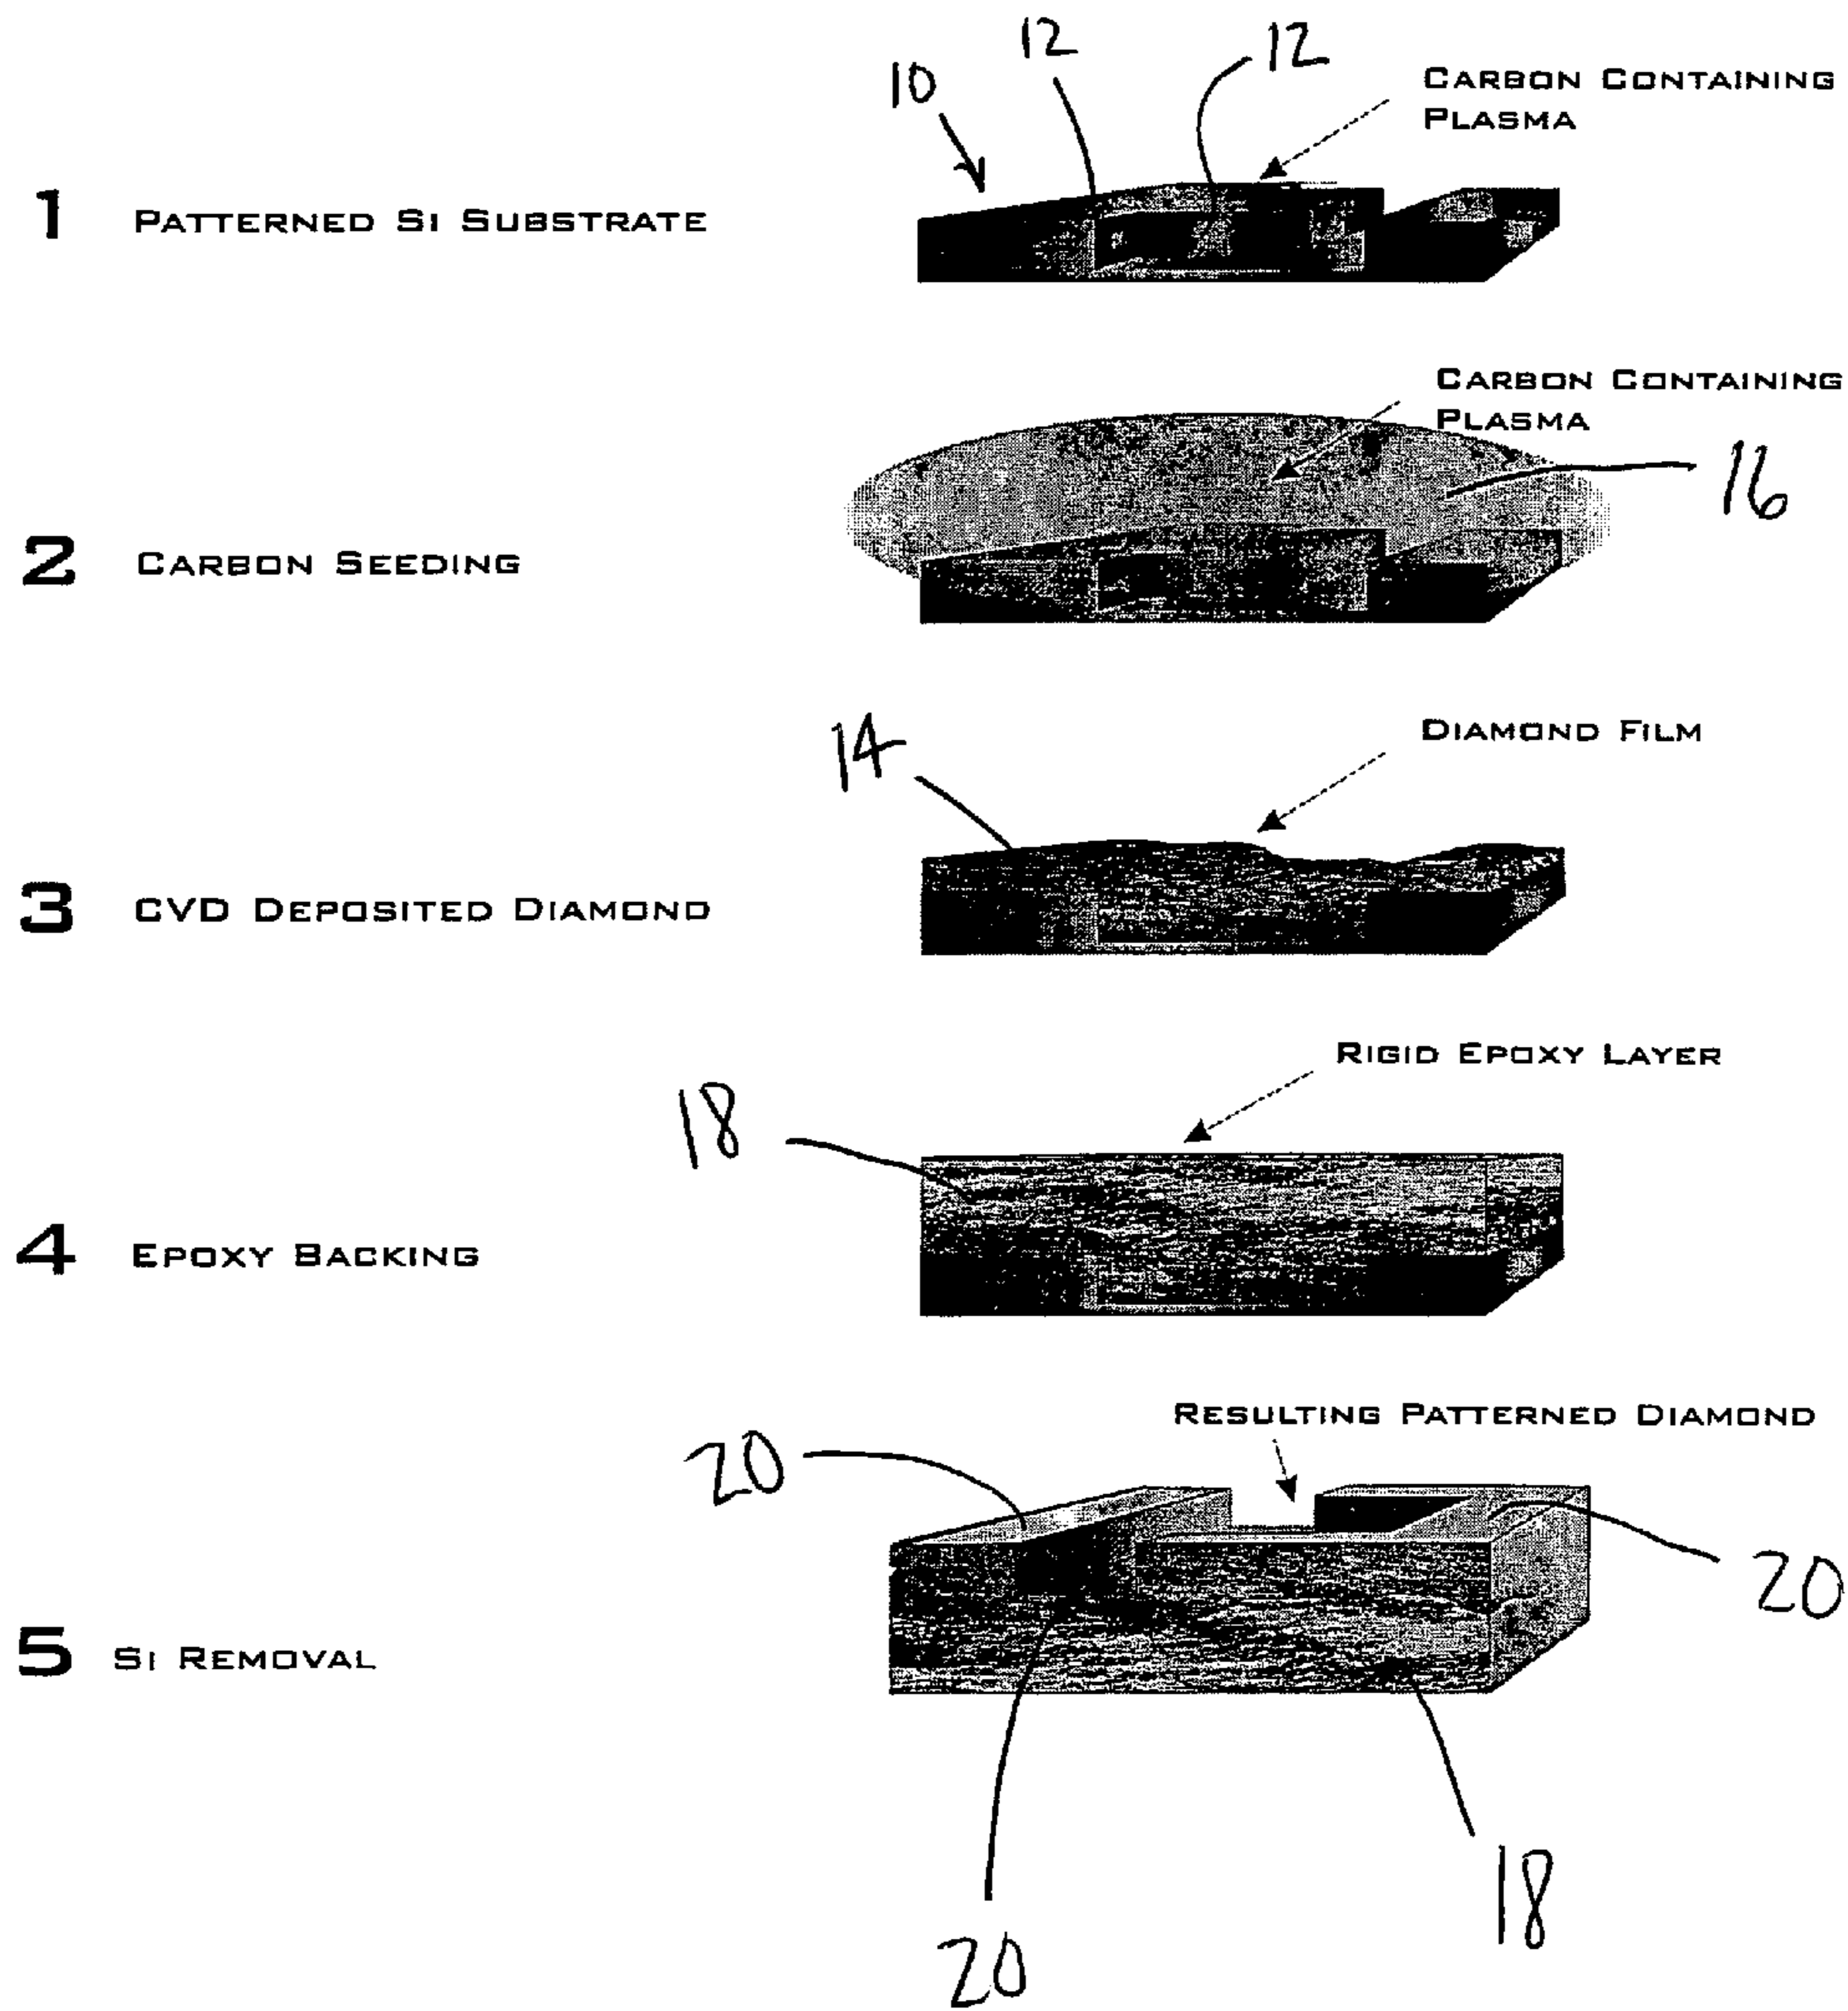 12
12
10
CARBON CONTAINING
PLASMA
1 PATTERNED SI SUBSTRATE
CARBON CONTAINING
PLASMA
16
2 CARBON SEEDING
14
DIAMOND FILM
3 CVD DEPOSITED DIAMOND
RIGID EPOXY LAYER
18
4 EPOXY BACKING
RESULTING PATTERNED DIAMOND
20
20
5 SI REMOVAL
18
20